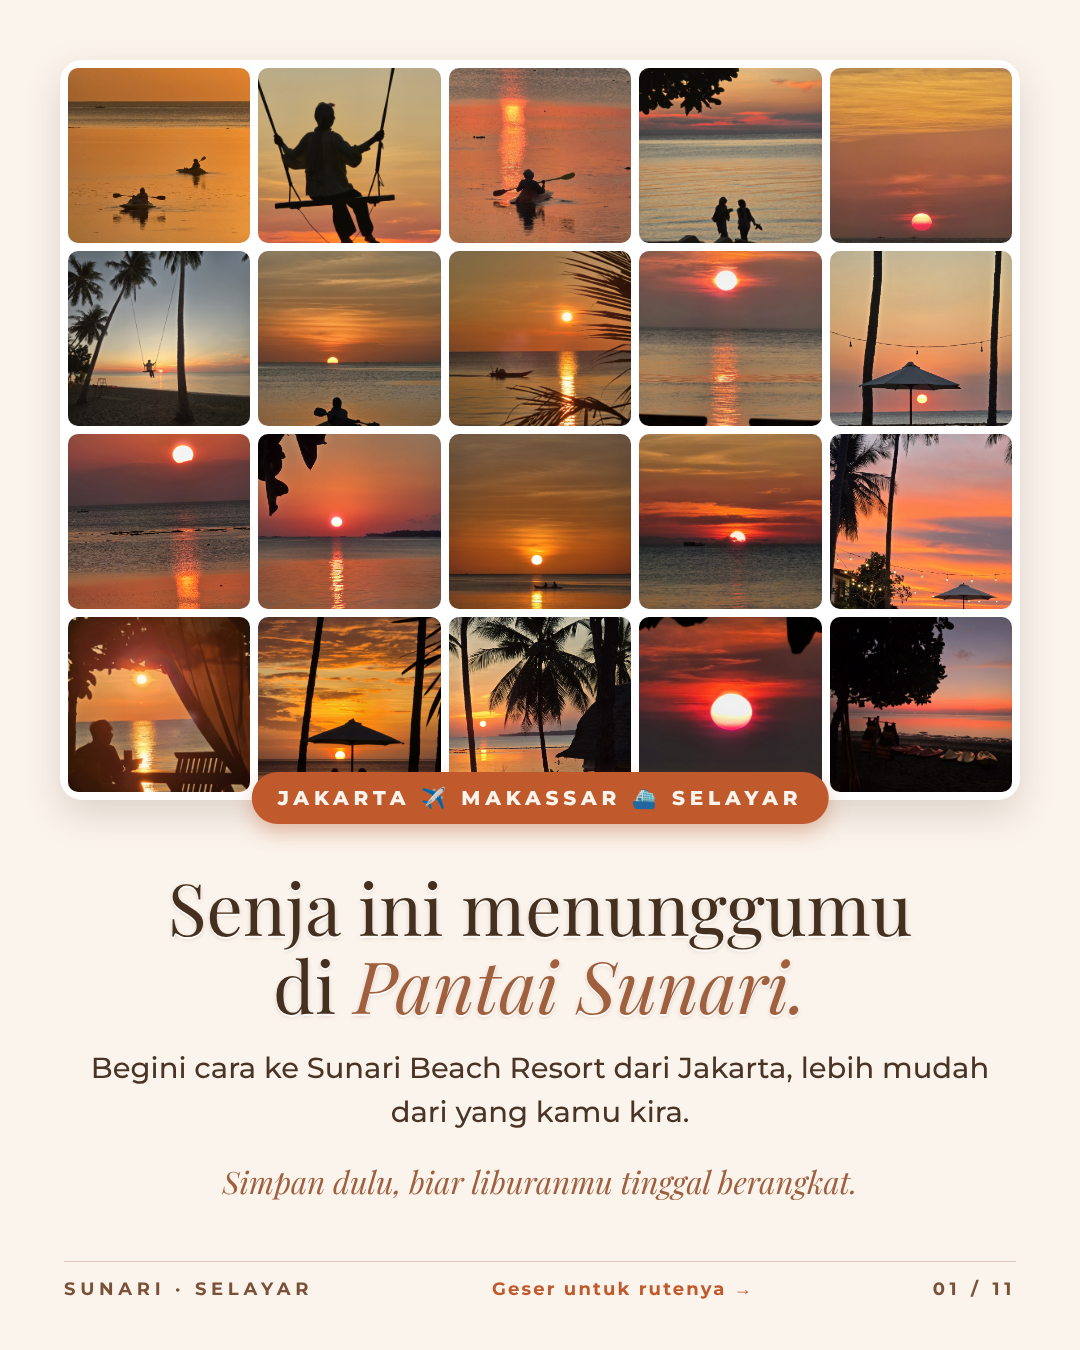 JAKARTA ✈️ MAKASSAR ⛴️ SELAYAR
Senja ini menunggumu
di Pantai Sunari.
Begini cara ke Sunari Beach Resort dari Jakarta, lebih mudah
dari yang kamu kira.
Simpan dulu, biar liburanmu tinggal berangkat.
SUNARI · SELAYAR
Geser untuk rutenya →
01 / 11